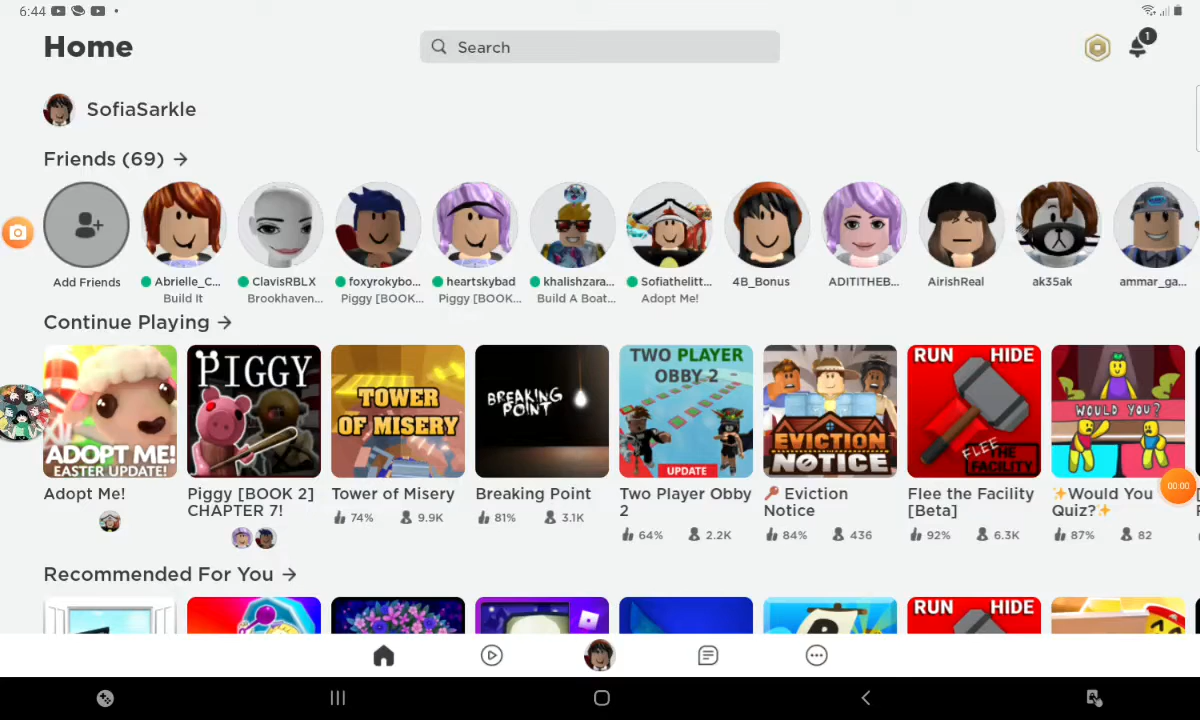 6:44
Home
Search
1
SofiaSarkle
Friends (69) →
Add Friends
Abrielle_C...
Build It
ClavisRBLX
Brookhaven...
foxyrokybo...
Piggy [BOOK...
heartskybad
Piggy [BOOK...
khalishzara...
Build A Boat...
Sofiathelitt...
Adopt Me!
4B_Bonus
ADITITHEB...
AirishReal
ak35ak
ammar_ga...
Continue Playing →
ADOPT ME!
EASTER UPDATE!
PIGGY
TOWER
OF MISERY
BREAKING
POINT
TWO PLAYER
OBBY 2
UPDATE
EVICTION
NOTICE
RUN HIDE
FLEE THE
FACILITY
WOULD YOU?
Adopt Me!
Piggy [BOOK 2]
CHAPTER 7!
Tower of Misery
74% 9.9K
Breaking Point
81% 3.1K
Two Player Obby
2
64% 2.2K
🔑 Eviction
Notice
84% 436
Flee the Facility
[Beta]
92% 6.3K
✨Would You
Quiz?✨
87% 82
00:00
Recommended For You →
RUN HIDE